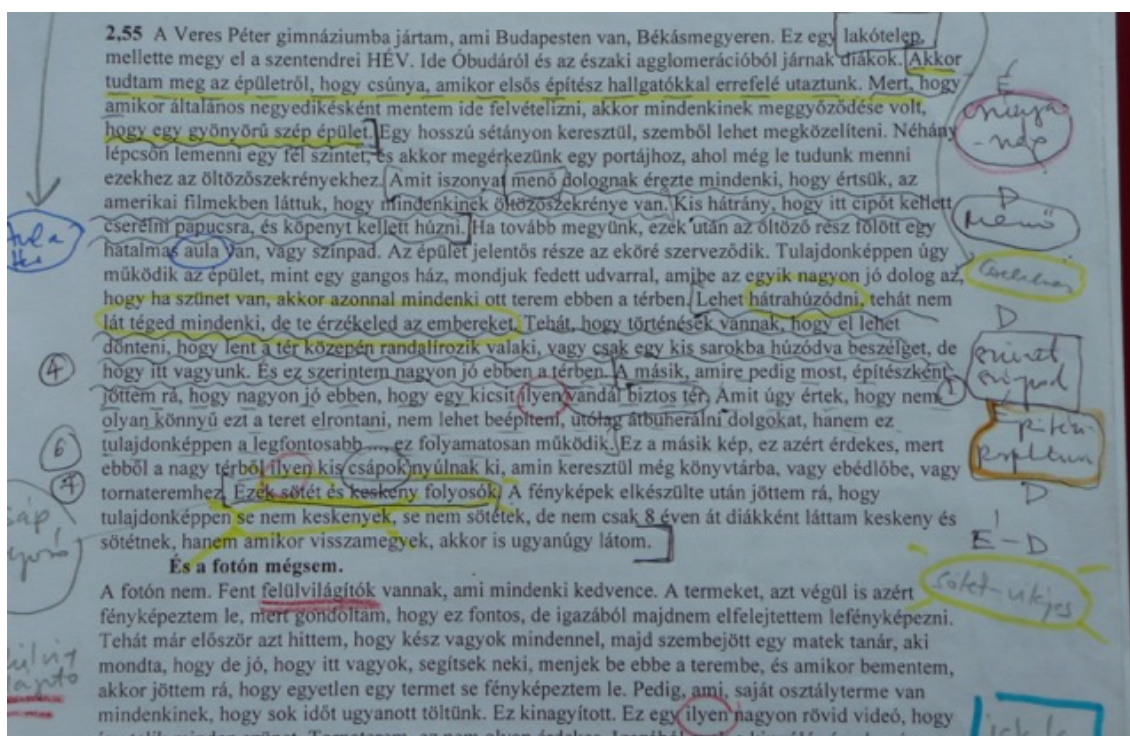 2,55 A Veres Péter gimnáziumba jártam, ami Budapesten van, Békásmegyeren. Ez egy lakótelep,
mellette megy el a szentendrei HÉV. Ide Óbudáról és az északi agglomerációból járnak diákok. Akkor
tudtam meg az épületről, hogy csúnya, amikor elsős építész hallgatókkal errefelé utaztunk. Mert, hogy
amikor általános negyedikésként mentem ide felvételizni, akkor mindenkinek meggyőződése volt,
hogy egy gyönyörű szép épület. Egy hosszú sétányon keresztül, szemből lehet megközelíteni. Néhány
lépcsőn lemenni egy fél szintet, és akkor megérkezünk egy portájhoz, ahol még le tudunk menni
ezekhez az öltözőszekrényekhez. Amit iszonyat menő dolognak érezte mindenki, hogy értsük, az
amerikai filmekben láttuk, hogy mindenkinek öltözőszekrénye van. Kis hátrány, hogy itt cipőt kellett
cserélni papucsra, és köpenyt kellett húzni. Ha tovább megyünk, ezek után az öltöző rész fölött egy
hatalmas aula van, vagy színpad. Az épület jelentős része az eköré szerveződik. Tulajdonképpen úgy
működik az épület, mint egy gangos ház, mondjuk fedett udvarral, amibe az egyik nagyon jó dolog az,
hogy ha szünet van, akkor azonnal mindenki ott terem ebben a térben. Lehet hátrahúzódni, tehát nem
lát téged mindenki, de te érzékeled az embereket. Tehát, hogy történések vannak, hogy el lehet
dönteni, hogy lent a tér közepén randalírozik valaki, vagy csak egy kis sarokba húzódva beszélget, de
hogy itt vagyunk. És ez szerintem nagyon jó ebben a térben. A másik, amire pedig most, építészként
jöttem rá, hogy nagyon jó ebben, hogy egy kicsit ilyen vandál biztos tér. Amit úgy értek, hogy nem
olyan könnyű ezt a teret elrontani, nem lehet beépíteni, utólag átbuherálni dolgokat, hanem ez
tulajdonképpen a legfontosabb.... ez folyamatosan működik. Ez a másik kép, ez azért érdekes, mert
ebből a nagy térből ilyen kis csápok nyúlnak ki, amin keresztül még könyvtárba, vagy ebédlőbe, vagy
tornateremhez. Ezek sötét és keskeny folyosók. A fényképek elkészülte után jöttem rá, hogy
tulajdonképpen se nem keskenyek, se nem sötétek, de nem csak 8 éven át diákként láttam keskeny és
sötétnek, hanem amikor visszamegyek, akkor is ugyanúgy látom.
És a fotón mégsem.
A fotón nem. Fent felülvilágítók vannak, ami mindenki kedvence. A termeket, azt végül is azért
fényképeztem le, mert gondoltam, hogy ez fontos, de igazából majdnem elfelejtettem lefényképezni.
Tehát már először azt hittem, hogy kész vagyok mindennel, majd szembejött egy matek tanár, aki
mondta, hogy de jó, hogy itt vagyok, segítsek neki, menjek be ebbe a terembe, és amikor bementem,
akkor jöttem rá, hogy egyetlen egy termet se fényképeztem le. Pedig, ami, saját osztályterme van
mindenkinek, hogy sok időt ugyanott töltünk. Ez kinagyított. Ez egy ilyen nagyon rövid videó, hogy
É
D
menő
D
szünet
színpad
D
E-D
4
6